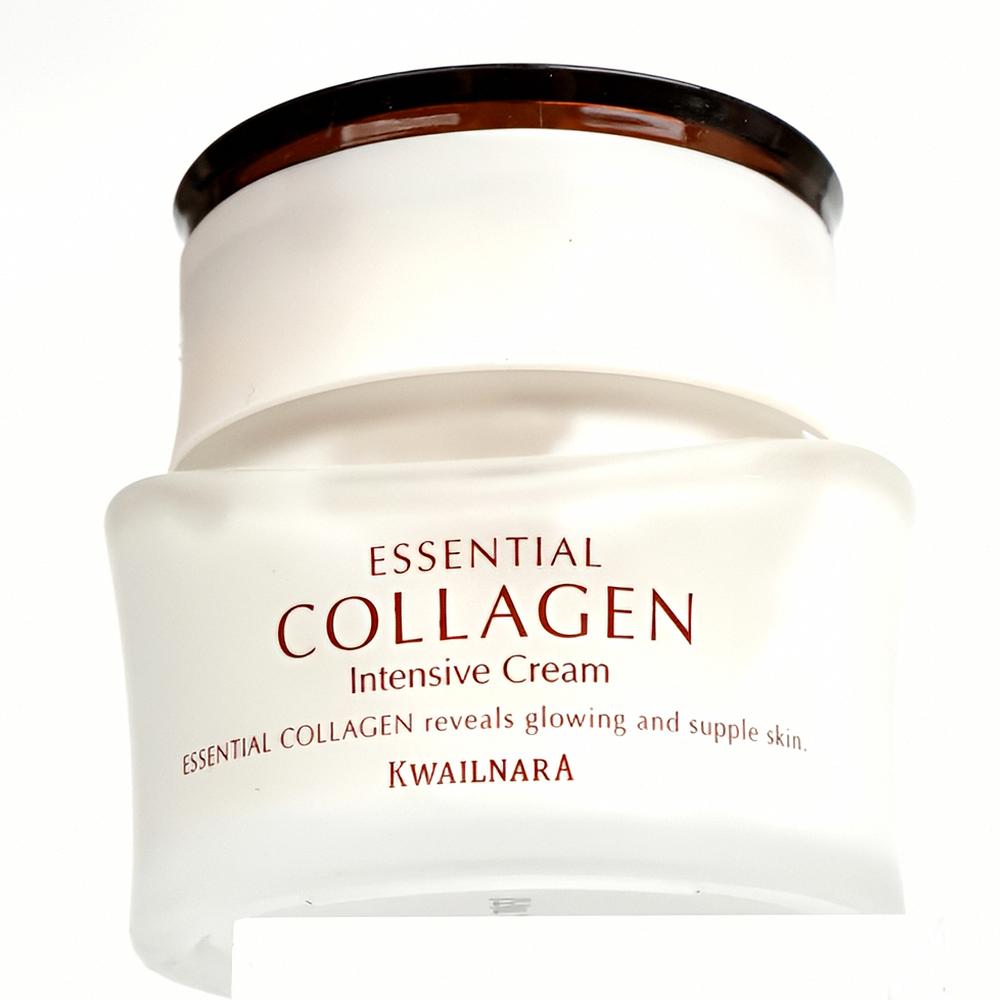 ESSENTIAL
COLLAGEN
Intensive Cream
ESSENTIAL COLLAGEN reveals glowing and supple skin.
KWAILNARA